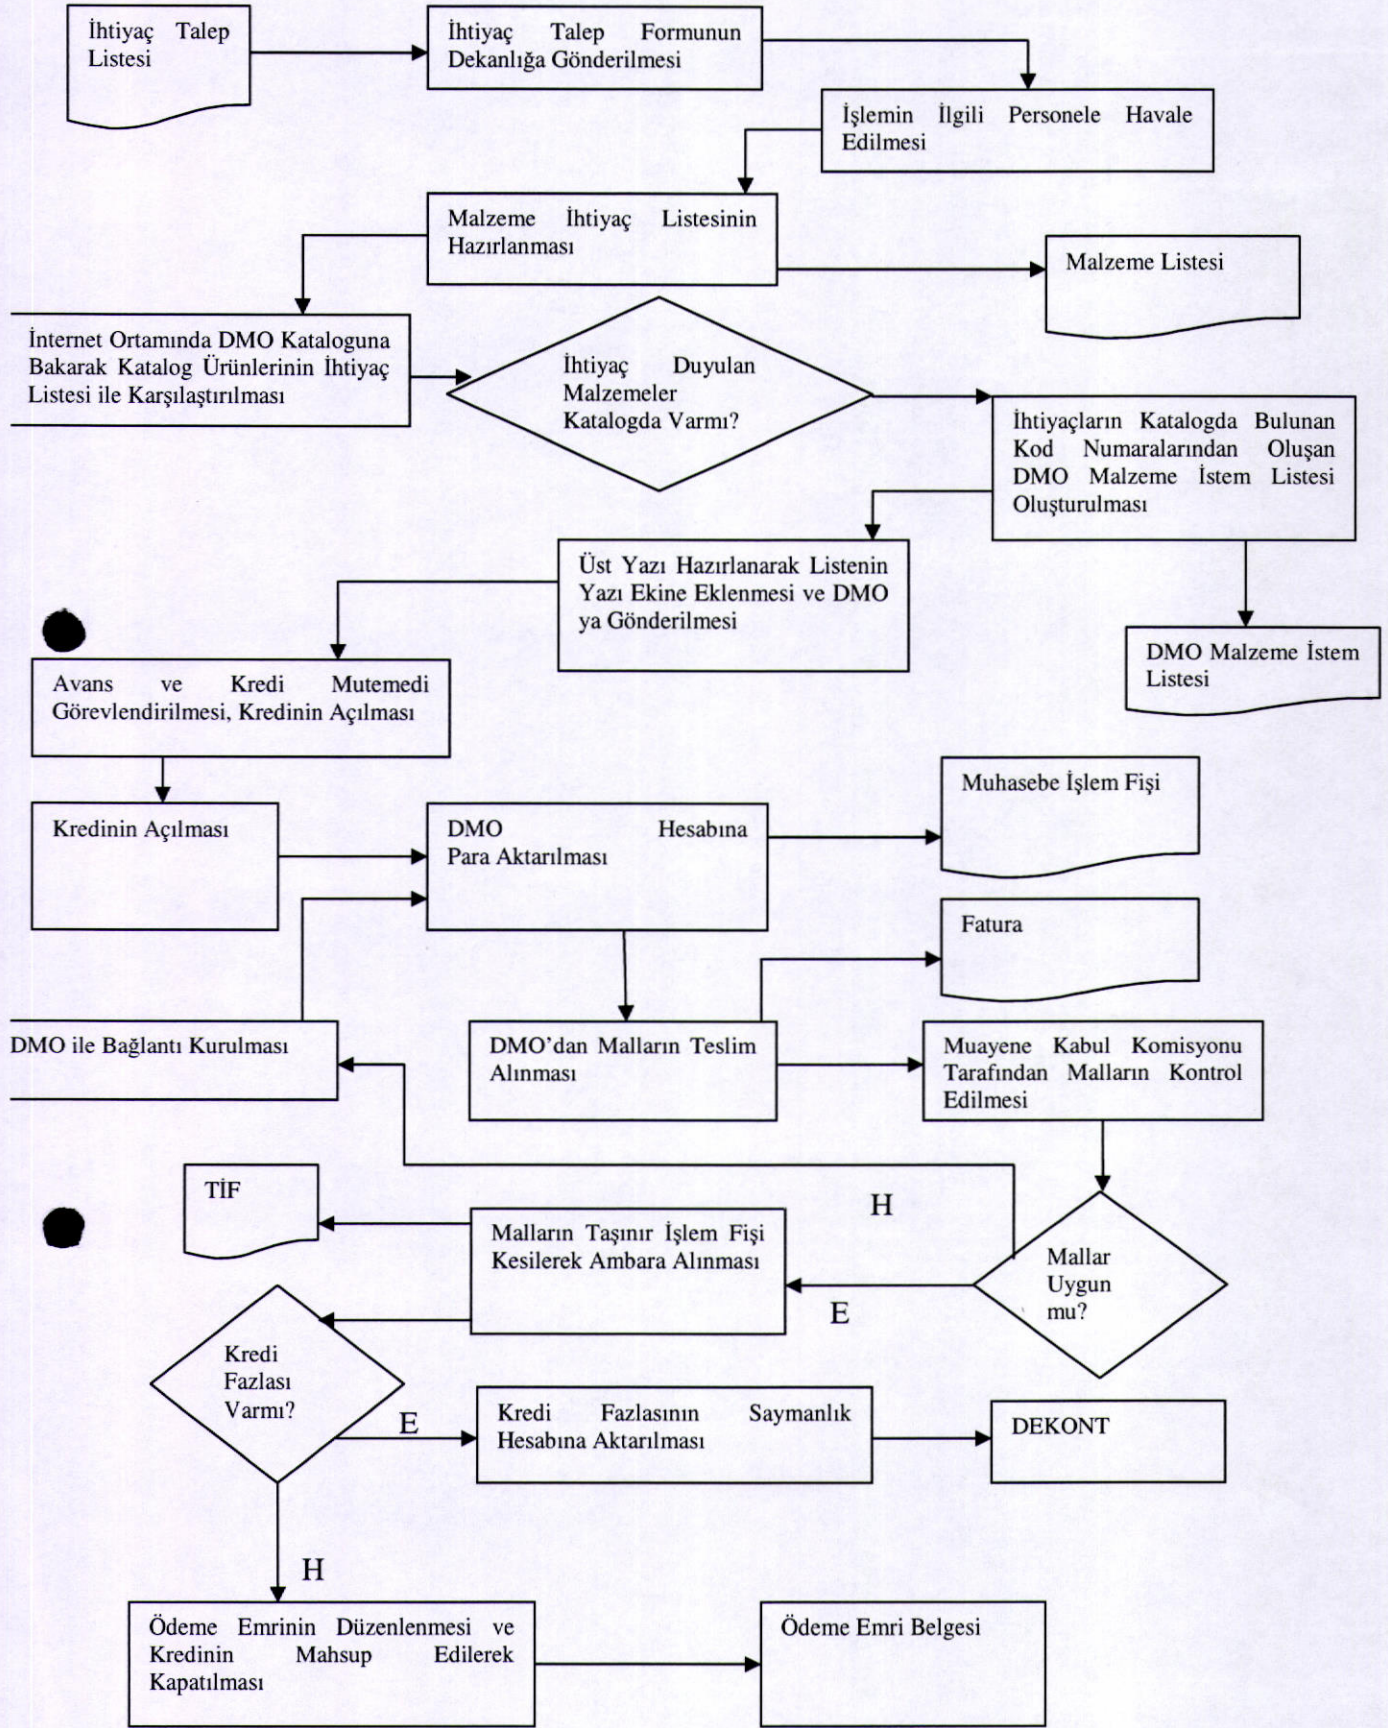 İhtiyaç Talep
Listesi
İhtiyaç Talep Formunun
Dekanlığa Gönderilmesi
İşlemin İlgili Personele Havale
Edilmesi
Malzeme İhtiyaç Listesinin
Hazırlanması
Malzeme Listesi
İnternet Ortamında DMO Kataloguna
Bakarak Katalog Ürünlerinin İhtiyaç
Listesi ile Karşılaştırılması
İhtiyaç Duyulan
Malzemeler
Katalogda Varmı?
İhtiyaçların Katalogda Bulunan
Kod Numaralarından Oluşan
DMO Malzeme İstem Listesi
Oluşturulması
Üst Yazı Hazırlanarak Listenin
Yazı Ekine Eklenmesi ve DMO
ya Gönderilmesi
DMO Malzeme İstem
Listesi
Avans ve Kredi Mutemedi
Görevlendirilmesi, Kredinin Açılması
Kredinin Açılması
DMO Hesabına
Para Aktarılması
Muhasebe İşlem Fişi
Fatura
DMO ile Bağlantı Kurulması
DMO'dan Malların Teslim
Alınması
Muayene Kabul Komisyonu
Tarafından Malların Kontrol
Edilmesi
TİF
H
Malların Taşınır İşlem Fişi
Kesilerek Ambara Alınması
Mallar
Uygun
mu?
E
Kredi
Fazlası
Varmı?
E
Kredi Fazlasının Saymanlık
Hesabına Aktarılması
DEKONT
H
Ödeme Emrinin Düzenlenmesi ve
Kredinin Mahsup Edilerek
Kapatılması
Ödeme Emri Belgesi